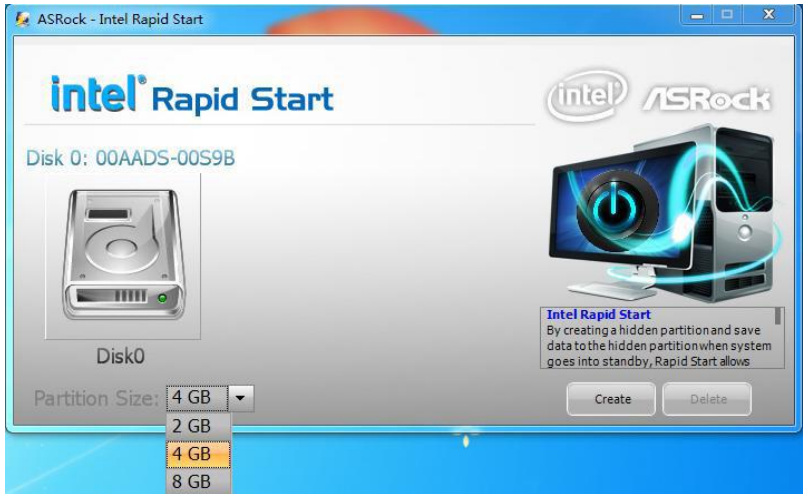 ASRock - Intel Rapid Start
intel® Rapid Start
intel ASRock
Disk 0: 00AADS-00S9B
Disk0
Intel Rapid Start
By creating a hidden partition and save
data to the hidden partition when system
goes into standby, Rapid Start allows
Partition Size: 4 GB
Create Delete
2 GB
4 GB
8 GB